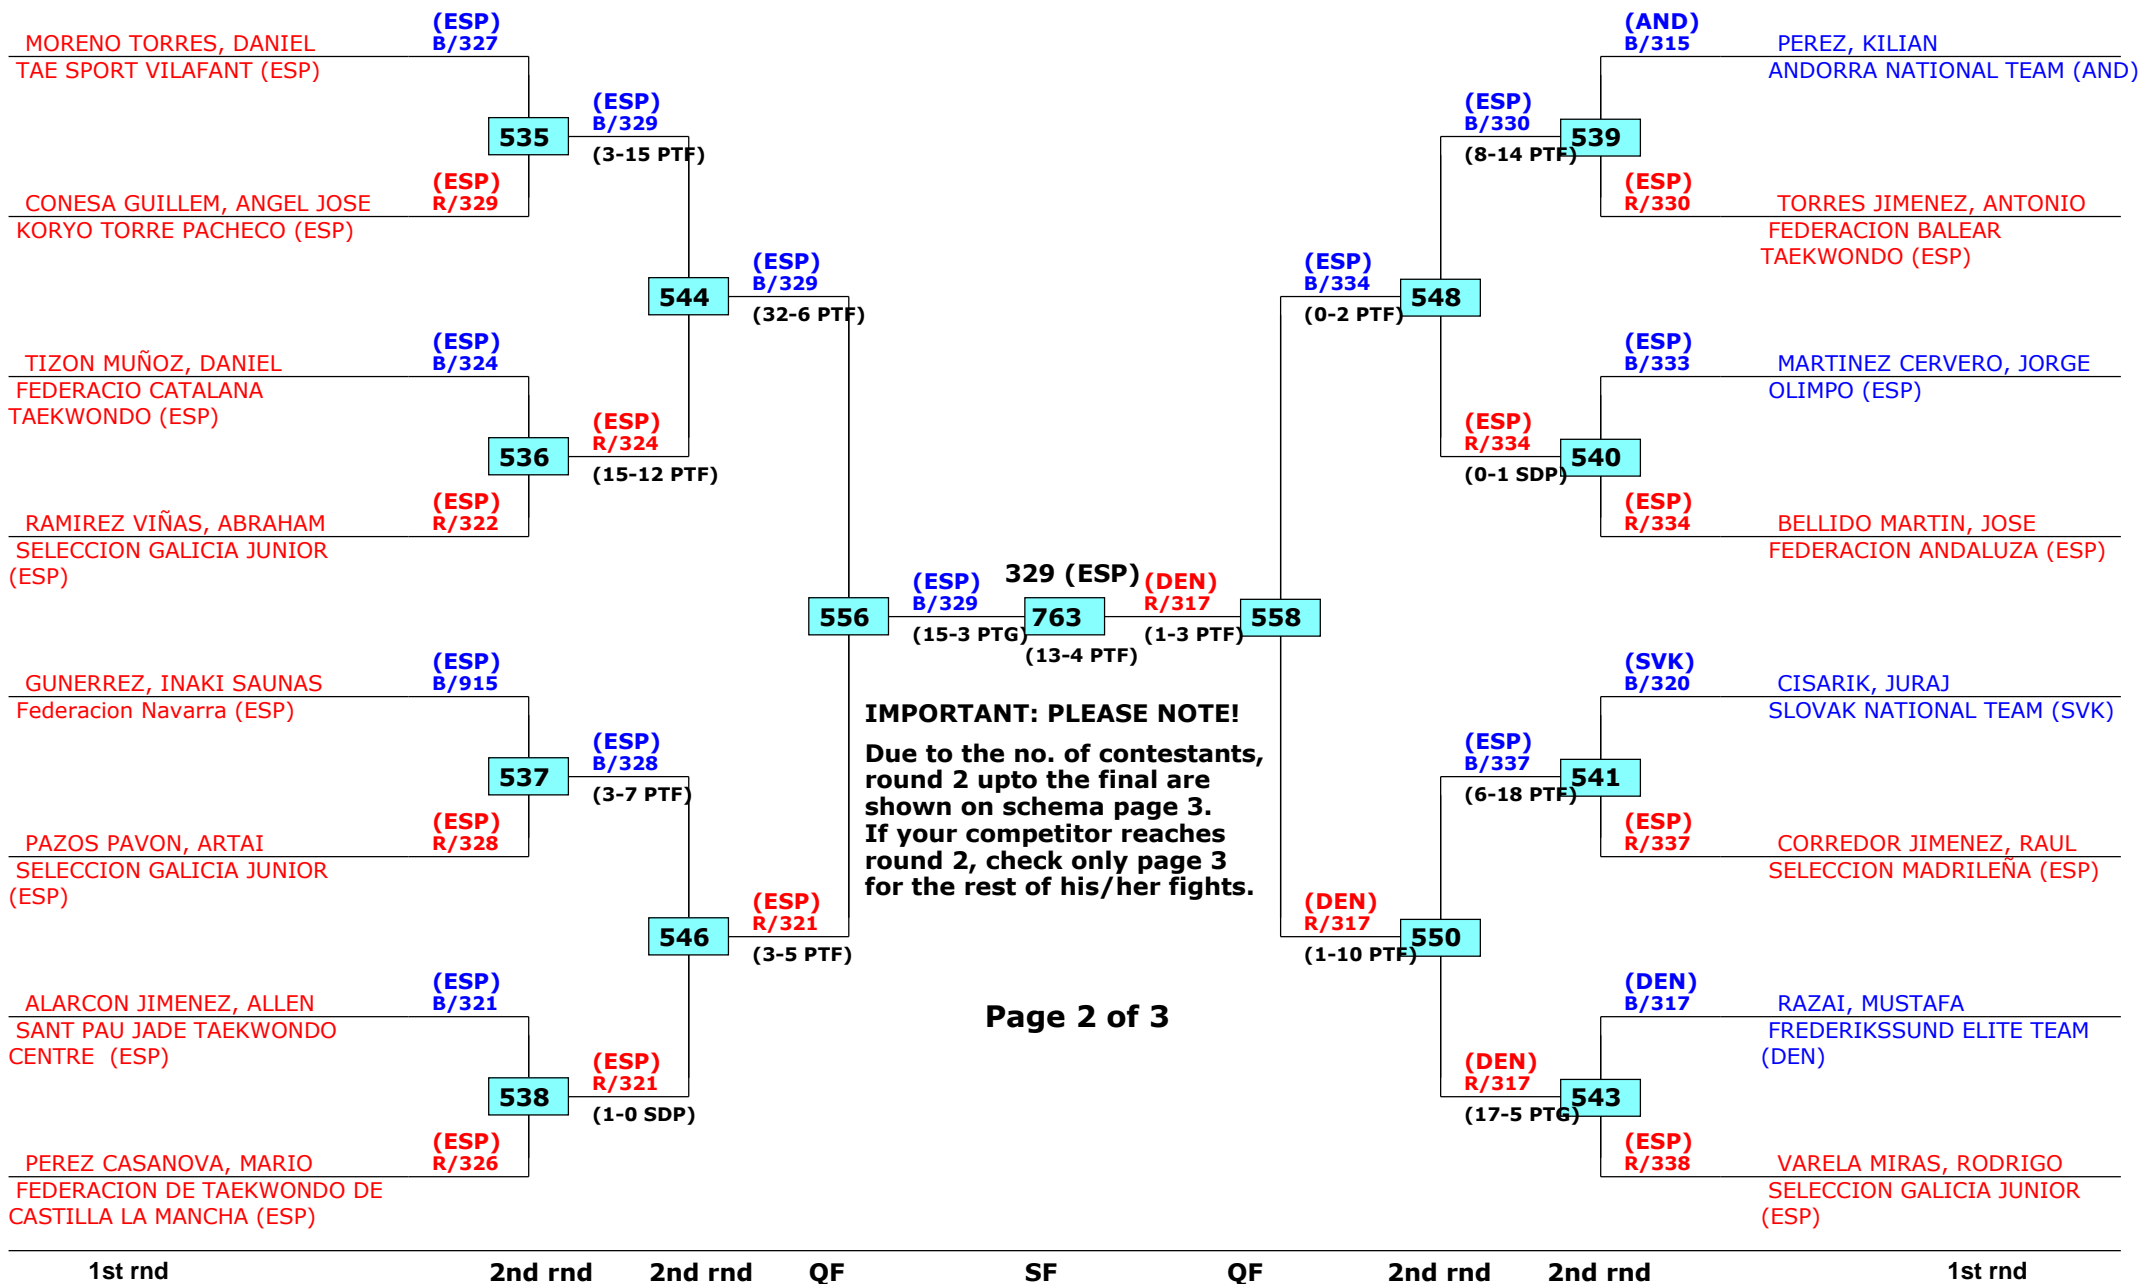 (ESP)
MORENO TORRES, DANIEL
B/327
TAE SPORT VILAFANT (ESP)
(ESP)
B/329
535
(3-15 PTF)
(ESP)
CONESA GUILLEM, ANGEL JOSE
R/329
KORYO TORRE PACHECO (ESP)
(ESP)
B/329
544
(32-6 PTF)
(ESP)
TIZON MUÑOZ, DANIEL
B/324
FEDERACIO CATALANA
TAEKWONDO (ESP)
(ESP)
R/324
536
(15-12 PTF)
(ESP)
RAMIREZ VIÑAS, ABRAHAM
R/322
SELECCION GALICIA JUNIOR
(ESP)
(ESP)
B/329
556
(15-3 PTG)
329 (ESP)
763
(13-4 PTF)
(DEN)
R/317
558
(1-3 PTF)
(ESP)
GUNERREZ, INAKI SAUNAS
B/915
Federacion Navarra (ESP)
(ESP)
B/328
537
(3-7 PTF)
(ESP)
PAZOS PAVON, ARTAI
R/328
SELECCION GALICIA JUNIOR
(ESP)
(ESP)
R/321
546
(3-5 PTF)
(ESP)
ALARCON JIMENEZ, ALLEN
B/321
SANT PAU JADE TAEKWONDO
CENTRE (ESP)
(ESP)
R/321
538
(1-0 SDP)
(ESP)
PEREZ CASANOVA, MARIO
R/326
FEDERACION DE TAEKWONDO DE
CASTILLA LA MANCHA (ESP)
IMPORTANT: PLEASE NOTE!
Due to the no. of contestants,
round 2 upto the final are
shown on schema page 3.
If your competitor reaches
round 2, check only page 3
for the rest of his/her fights.
Page 2 of 3
(AND)
B/315
PEREZ, KILIAN
ANDORRA NATIONAL TEAM (AND)
(ESP)
B/330
539
(8-14 PTF)
(ESP)
R/330
TORRES JIMENEZ, ANTONIO
FEDERACION BALEAR
TAEKWONDO (ESP)
(ESP)
B/334
548
(0-2 PTF)
(ESP)
B/333
MARTINEZ CERVERO, JORGE
OLIMPO (ESP)
(ESP)
R/334
540
(0-1 SDP)
(ESP)
R/334
BELLIDO MARTIN, JOSE
FEDERACION ANDALUZA (ESP)
(SVK)
B/320
CISARIK, JURAJ
SLOVAK NATIONAL TEAM (SVK)
(ESP)
B/337
541
(6-18 PTF)
(ESP)
R/337
CORREDOR JIMENEZ, RAUL
SELECCION MADRILEÑA (ESP)
(DEN)
R/317
550
(1-10 PTF)
(DEN)
B/317
RAZAI, MUSTAFA
FREDERIKSSUND ELITE TEAM
(DEN)
(DEN)
R/317
543
(17-5 PTG)
(ESP)
R/338
VARELA MIRAS, RODRIGO
SELECCION GALICIA JUNIOR
(ESP)
1st rnd 2nd rnd 2nd rnd QF SF QF 2nd rnd 2nd rnd 1st rnd